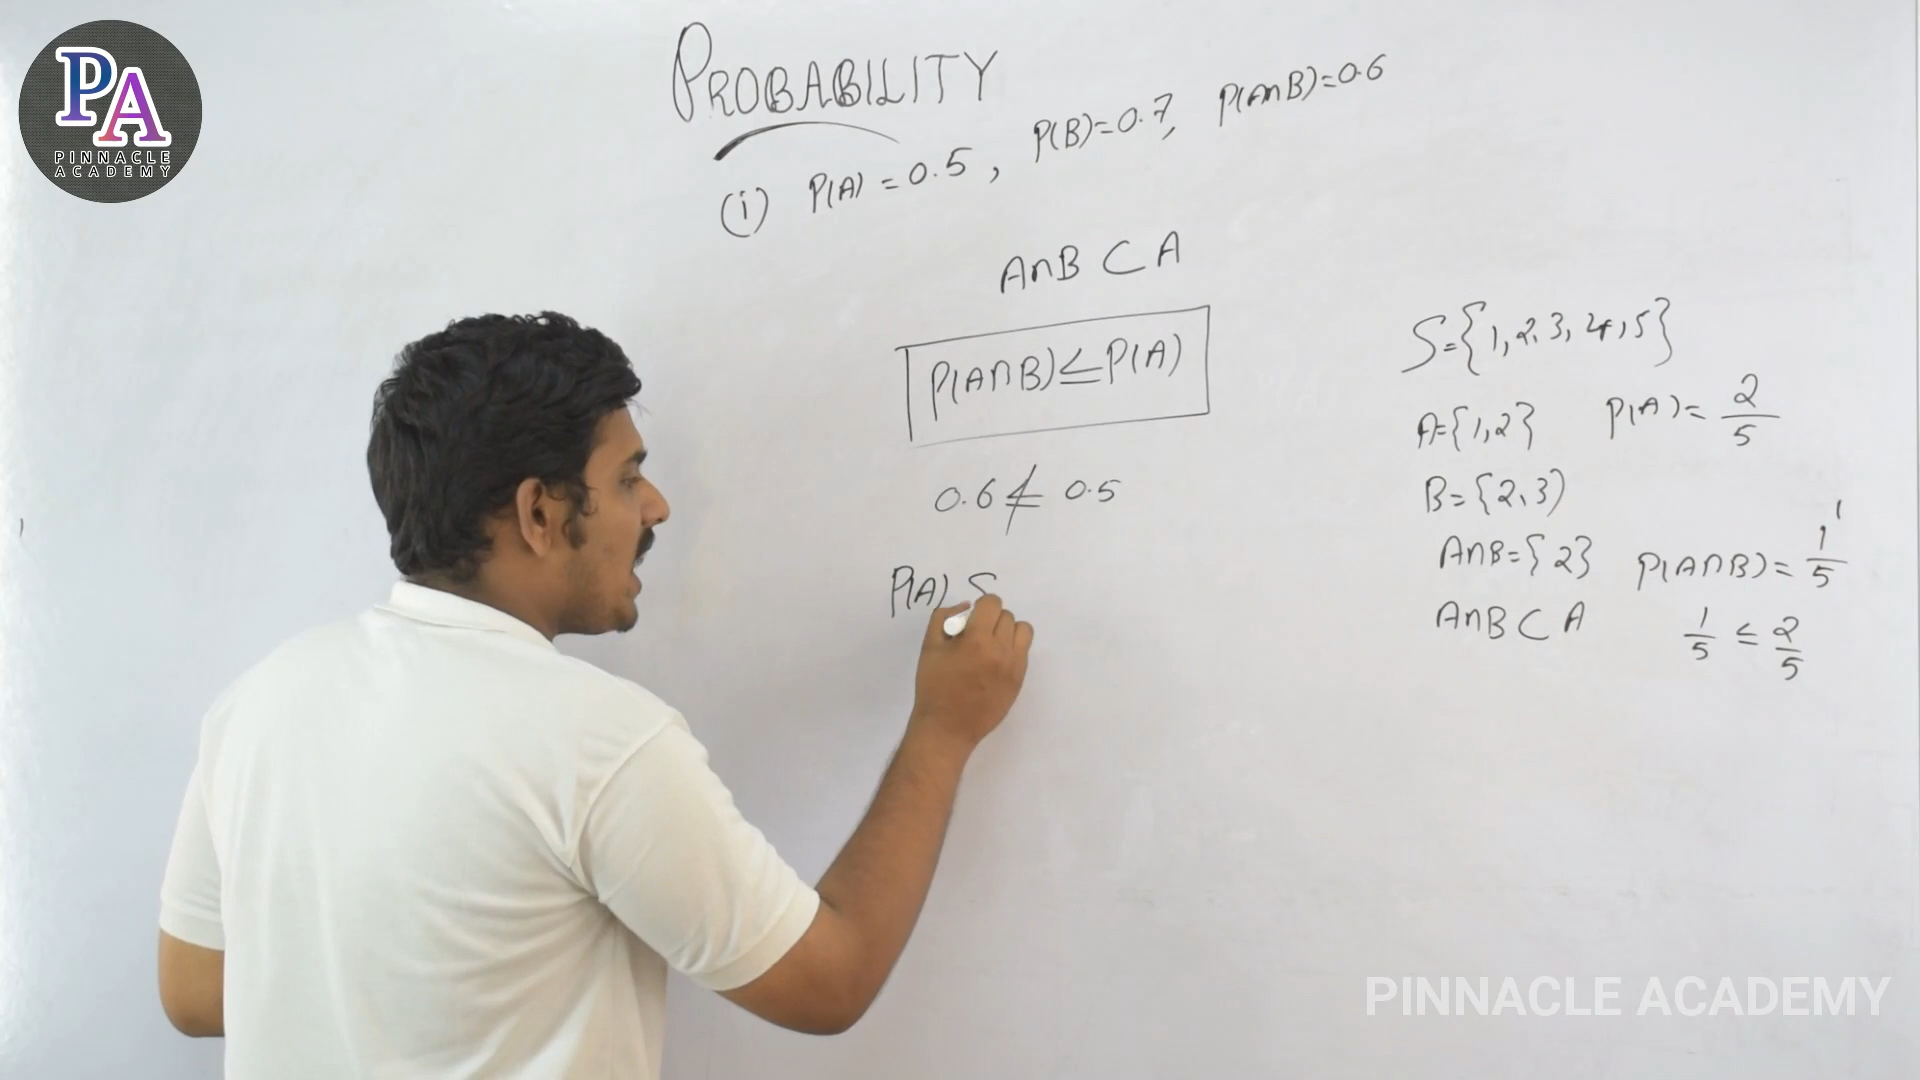 PA
PINNACLE
ACADEMY
PROBABILITY
(i) P(A) = 0.5, P(B)=0.7, P(A∩B)=0.6
A∩B ⊂ A
P(A∩B) ≤ P(A)
0.6 ≰ 0.5
P(A)
S={1,2,3,4,5}
A={1,2} P(A)= 2/5
B={2,3)
A∩B={2} P(A∩B)= 1/5
A∩B ⊂ A 1/5 ≤ 2/5
PINNACLE ACADEMY